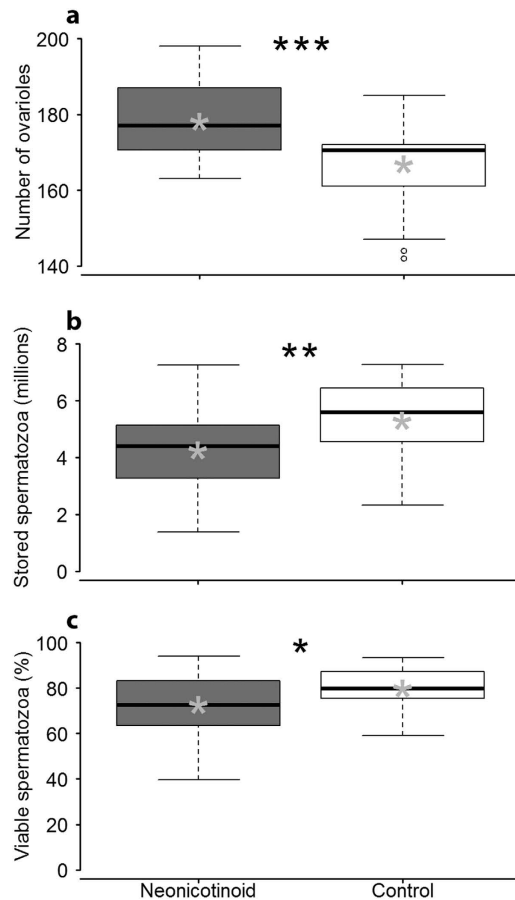 a
200
***
180
160
140
Number of ovarioles
b
8
**
6
4
2
0
Stored spermatozoa (millions)
c
100
*
80
60
40
20
0
Viable spermatozoa (%)
Neonicotinoid Control